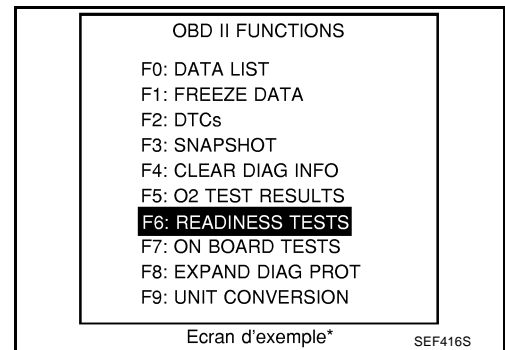 OBD II FUNCTIONS
F0: DATA LIST
F1: FREEZE DATA
F2: DTCs
F3: SNAPSHOT
F4: CLEAR DIAG INFO
F5: O2 TEST RESULTS
F6: READINESS TESTS
F7: ON BOARD TESTS
F8: EXPAND DIAG PROT
F9: UNIT CONVERSION
Ecran d'exemple*
SEF416S